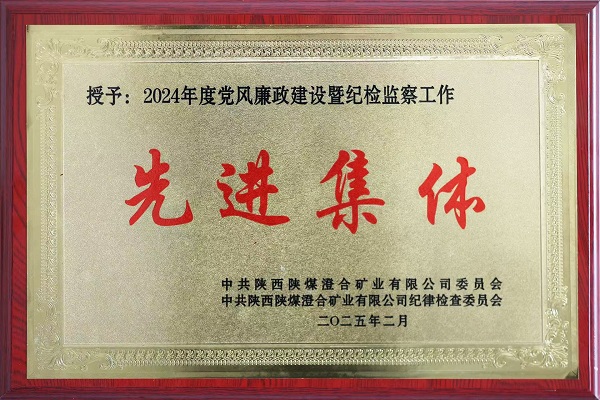 授予：2024年度党风廉政建设暨纪检监察工作
先进集体
中共陕西陕煤澄合矿业有限公司委员会
中共陕西陕煤澄合矿业有限公司纪律检查委员会
二〇二五年二月